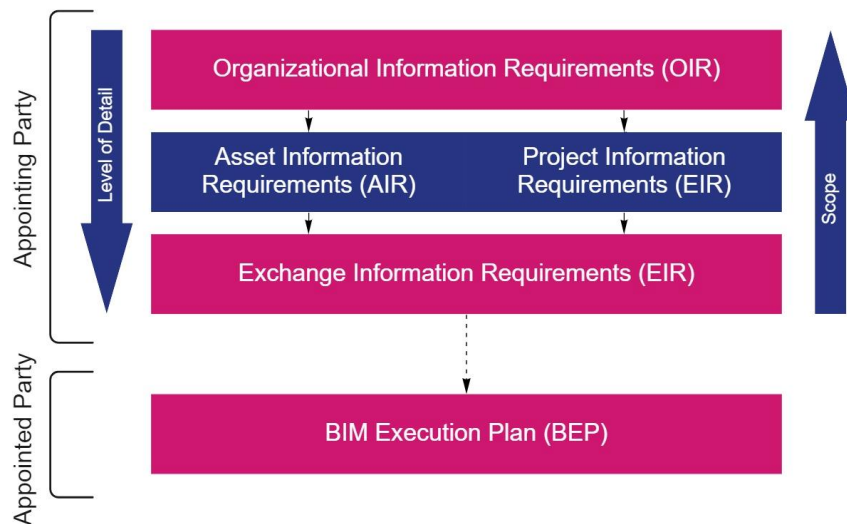 Appointing Party
Level of Detail
Organizational Information Requirements (OIR)
Asset Information
Requirements (AIR)
Project Information
Requirements (EIR)
Exchange Information Requirements (EIR)
Scope
Appointed Party
BIM Execution Plan (BEP)